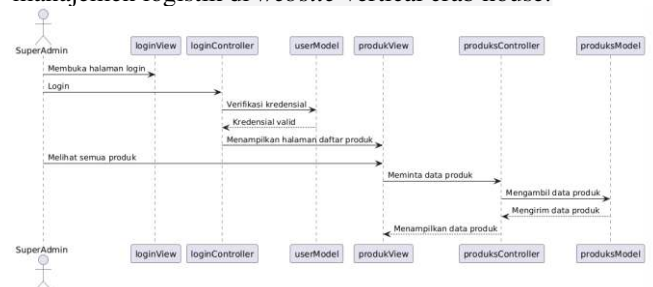 manajemen logistik di website vertical crab house.
SuperAdmin loginView loginController userModel produkView produksController produksModel
Membuka halaman login
Login
Verifikasi kredensial
Kredensial valid
Menampilkan halaman daftar produk
Melihat semua produk
Meminta data produk
Mengambil data produk
Mengirim data produk
Menampilkan data produk
SuperAdmin loginView loginController userModel produkView produksController produksModel